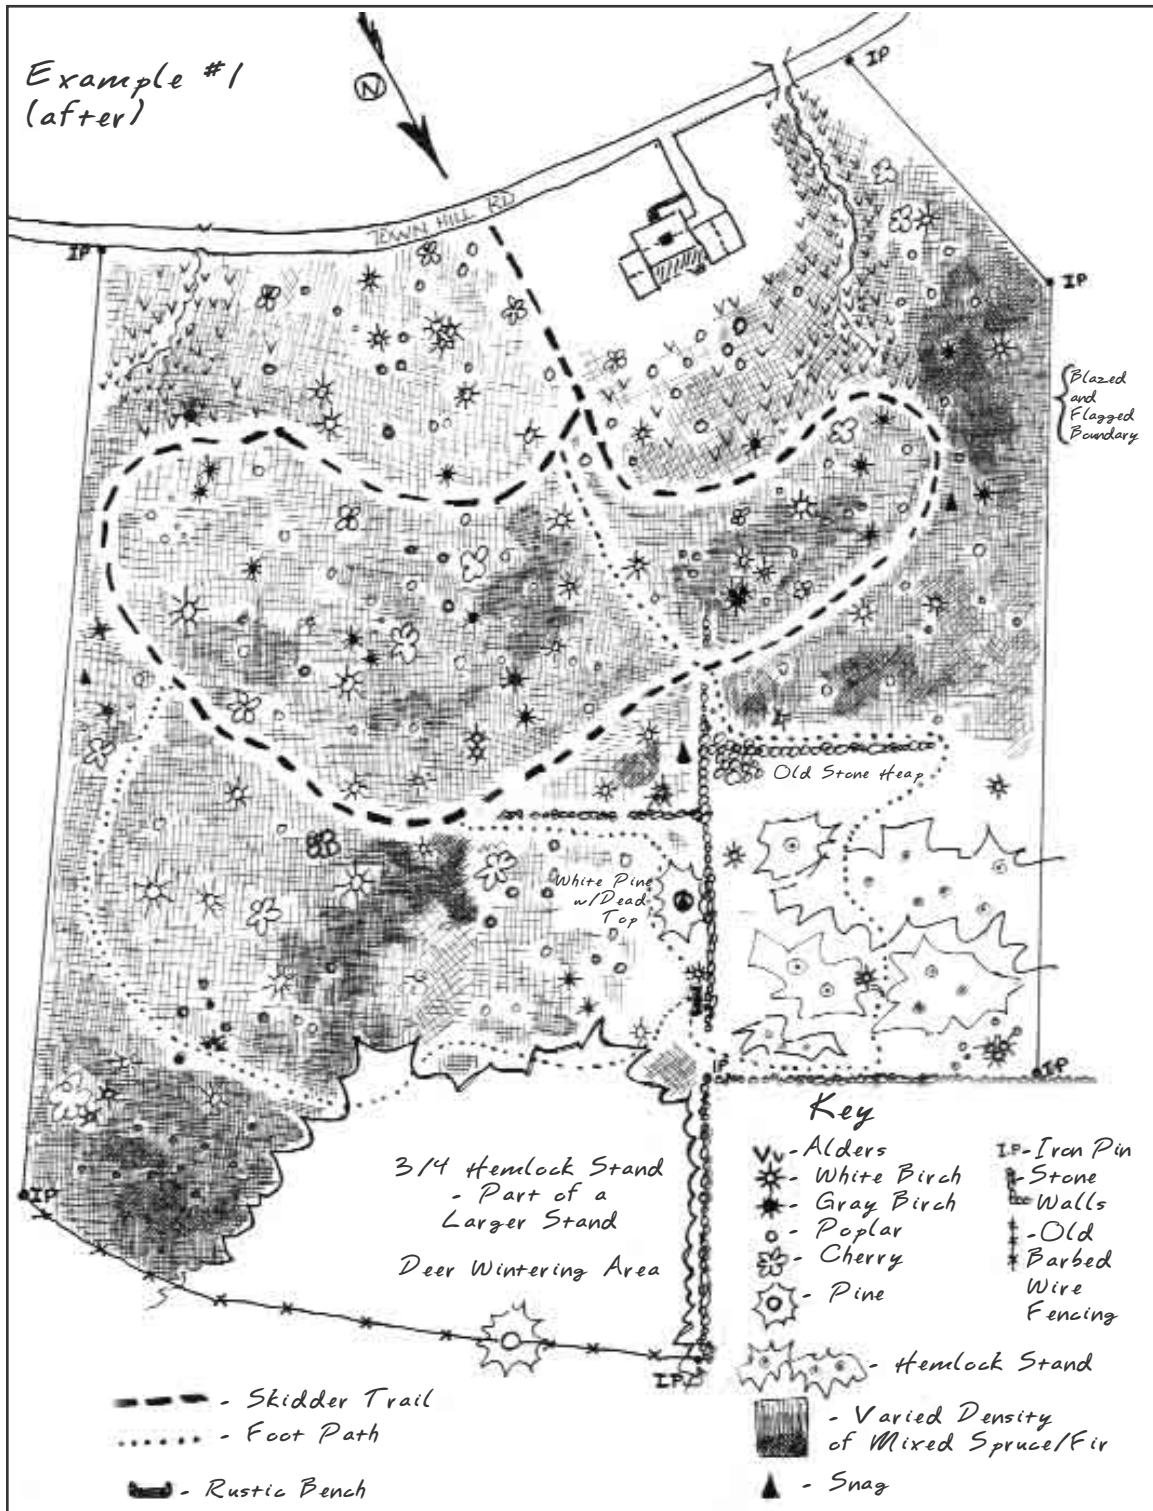 Example #1
(after)
N
TOWN HILL RD
IP
IP
IP
Blazed
and
Flagged
Boundary
Old Stone Heap
White Pine
w/Dead
Top
IP
IP
IP
IP
3/4 Hemlock Stand
- Part of a
Larger Stand
Deer Wintering Area
Key
- Alders
- White Birch
- Gray Birch
- Poplar
- Cherry
- Pine
I.P. - Iron Pin
- Stone
Walls
- Old
Barbed
Wire
Fencing
- Hemlock Stand
- Varied Density
of Mixed Spruce/Fir
- Snag
- Skidder Trail
- Foot Path
- Rustic Bench